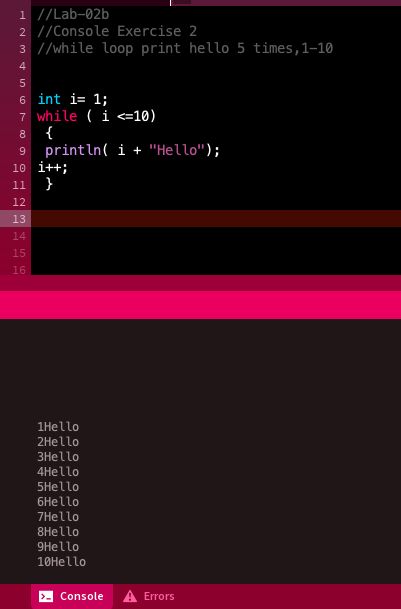 1 //Lab-02b
2 //Console Exercise 2
3 //while loop print hello 5 times,1-10
4
5
6 int i= 1;
7 while ( i <=10)
8 {
9 println( i + "Hello");
10 i++;
11 }
12
13
14
15
16
1Hello
2Hello
3Hello
4Hello
5Hello
6Hello
7Hello
8Hello
9Hello
10Hello
Console Errors